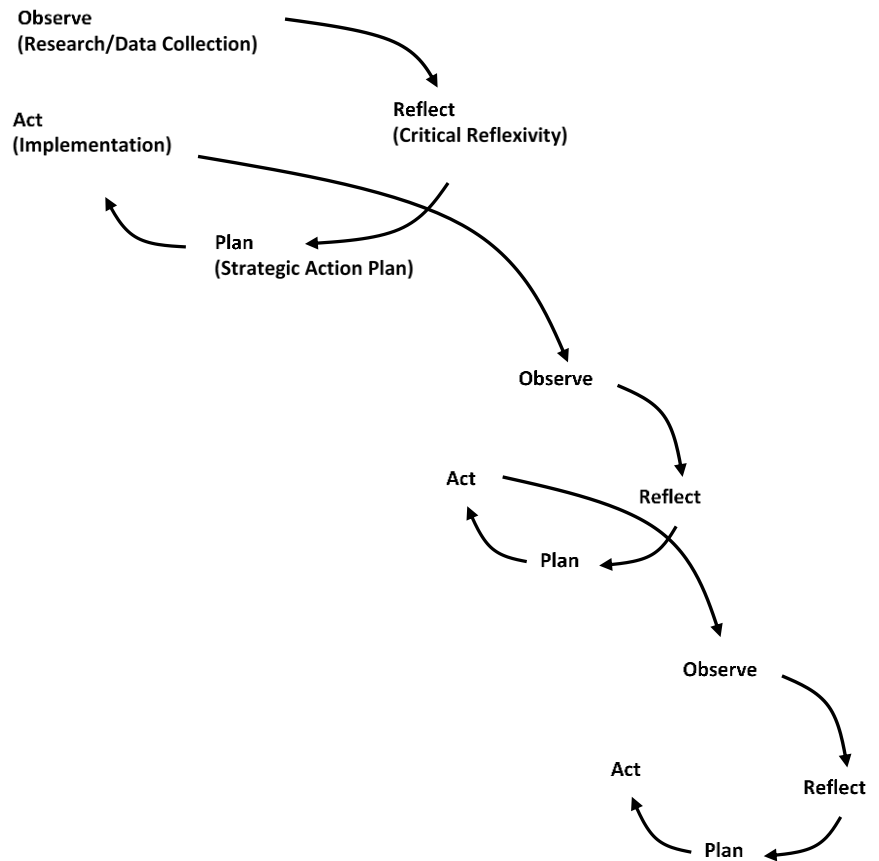 Observe
(Research/Data Collection)
Reflect
(Critical Reflexivity)
Act
(Implementation)
Plan
(Strategic Action Plan)
Observe
Act
Reflect
Plan
Observe
Act
Reflect
Plan